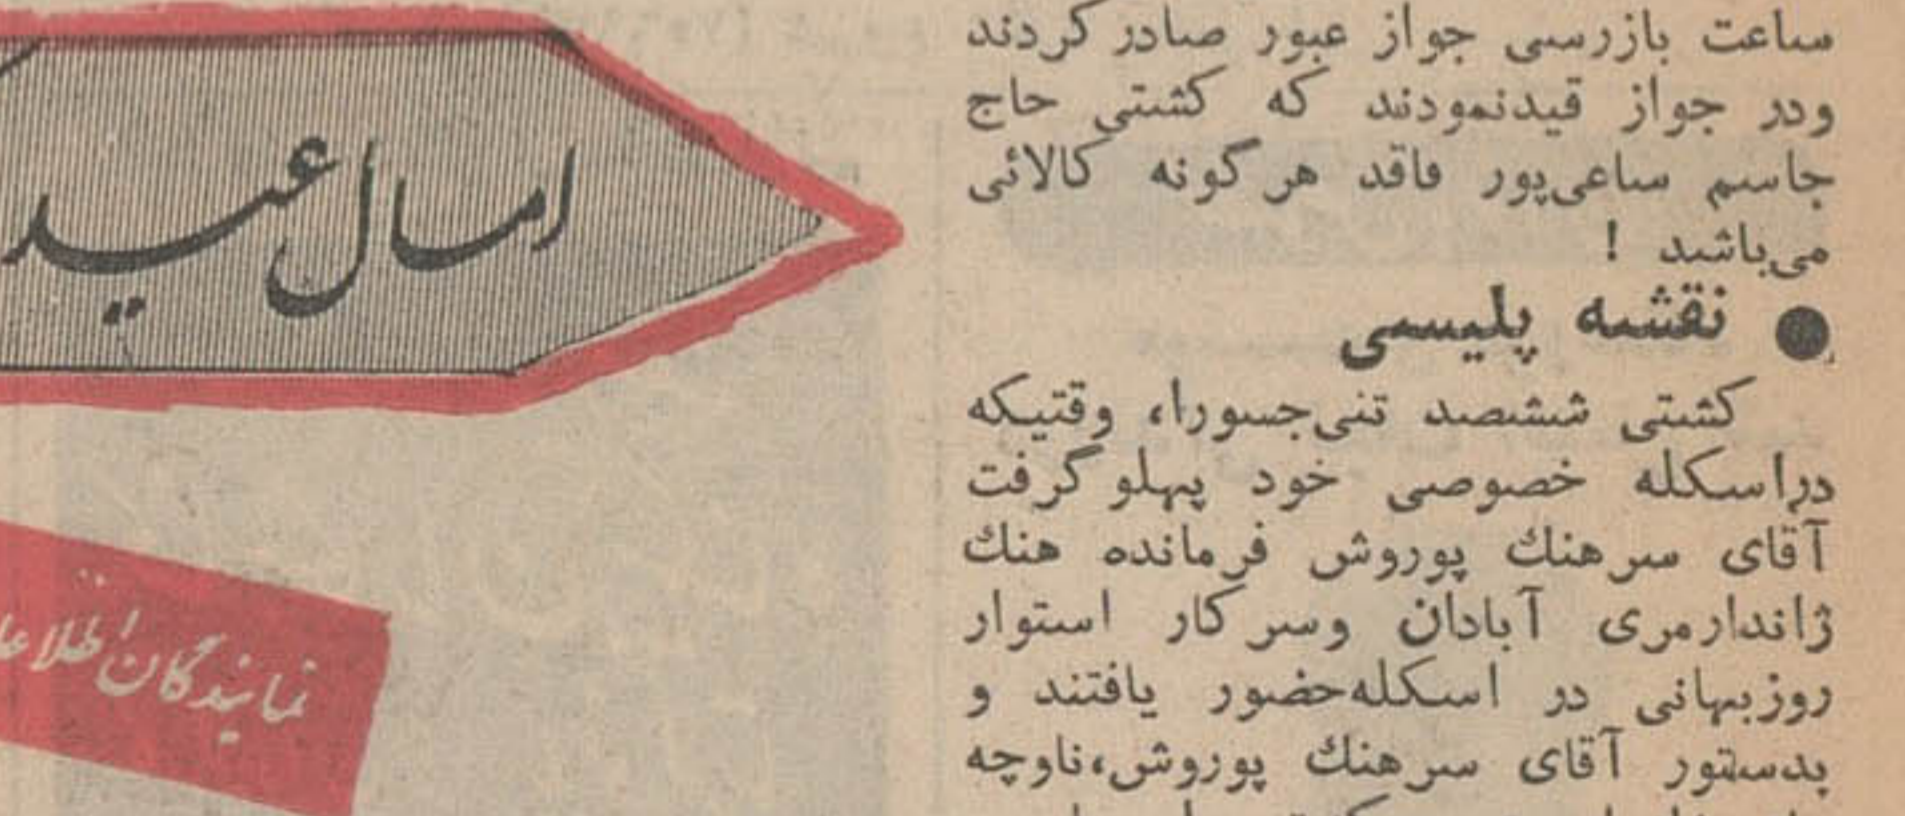 ساعت بازرسی جواز عبور صادر کردند
ودر جواز قیدنمودند که کشتی حاج
جاسم ساعی‌پور فاقد هرگونه کالائی
می‌باشد !
● نقشه پلیسی
کشتی ششصد تنی‌جسورا، وقتیکه
دراسکله خصوصی خود پهلو گرفت
آقای سرهنك پوروش فرمانده هنك
ژاندارمری آبادان وسرکار استوار
روزبهانی در اسکله‌حضور یافتند و
بدستور آقای سرهنك پوروش،ناوچه
امسال عید
نمایندگان اطلاعا